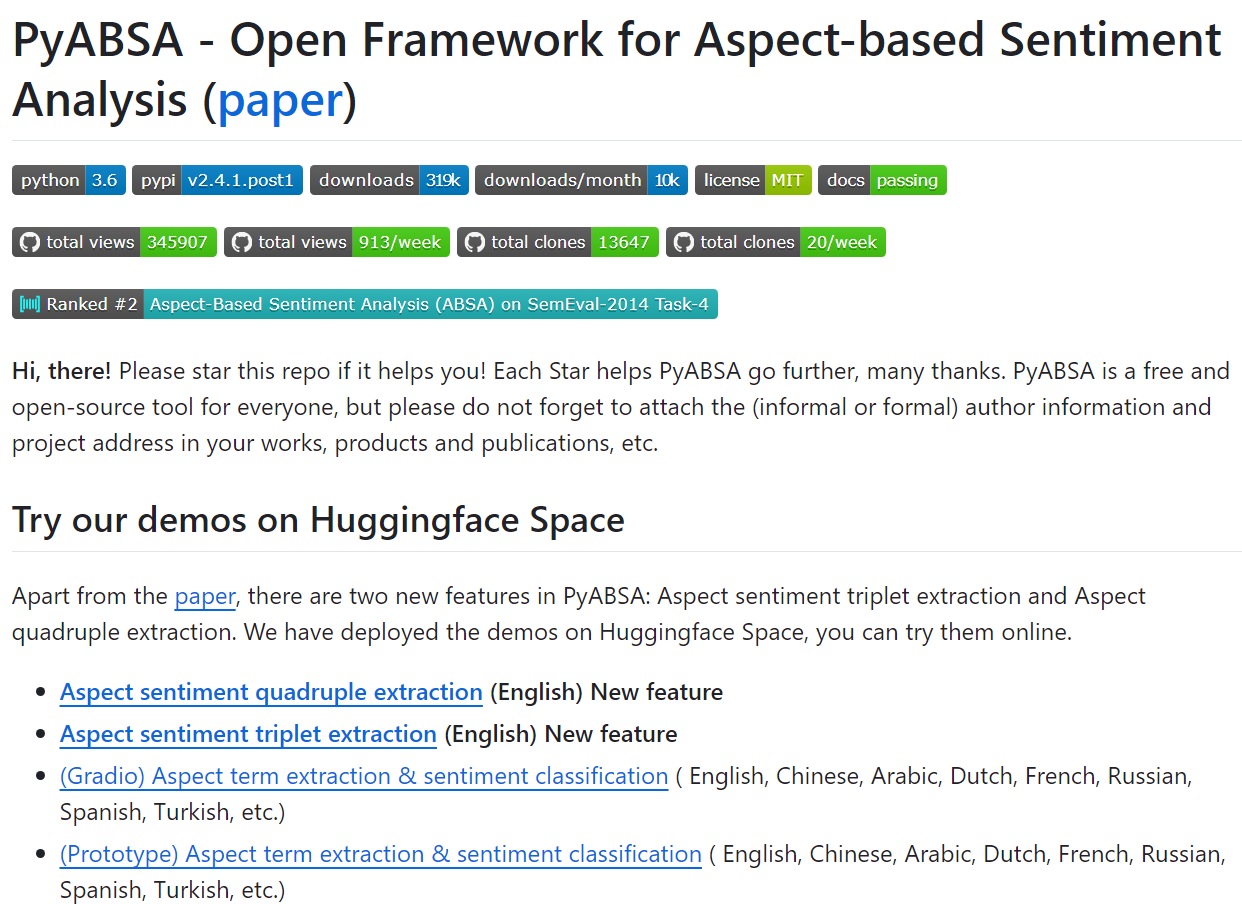 PyABSA - Open Framework for Aspect-based Sentiment
Analysis (paper)
python 3.6 pypi v2.4.1.post1 downloads 319k downloads/month 10k license MIT docs passing
total views 345907 total views 913/week total clones 13647 total clones 20/week
Ranked #2 Aspect-Based Sentiment Analysis (ABSA) on SemEval-2014 Task-4
Hi, there! Please star this repo if it helps you! Each Star helps PyABSA go further, many thanks. PyABSA is a free and
open-source tool for everyone, but please do not forget to attach the (informal or formal) author information and
project address in your works, products and publications, etc.
Try our demos on Huggingface Space
Apart from the paper, there are two new features in PyABSA: Aspect sentiment triplet extraction and Aspect
quadruple extraction. We have deployed the demos on Huggingface Space, you can try them online.
• Aspect sentiment quadruple extraction (English) New feature
• Aspect sentiment triplet extraction (English) New feature
• (Gradio) Aspect term extraction & sentiment classification ( English, Chinese, Arabic, Dutch, French, Russian,
Spanish, Turkish, etc.)
• (Prototype) Aspect term extraction & sentiment classification ( English, Chinese, Arabic, Dutch, French, Russian,
Spanish, Turkish, etc.)